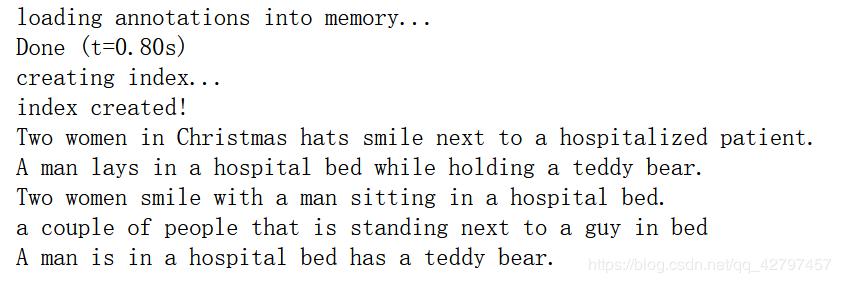 loading annotations into memory...
Done (t=0.80s)
creating index...
index created!
Two women in Christmas hats smile next to a hospitalized patient.
A man lays in a hospital bed while holding a teddy bear.
Two women smile with a man sitting in a hospital bed.
a couple of people that is standing next to a guy in bed
A man is in a hospital bed has a teddy bear.
https://blog.csdn.net/qq_42797457